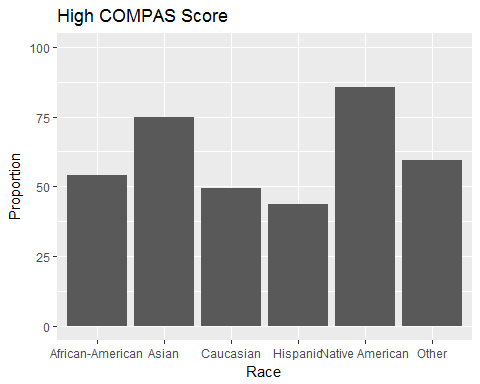 High COMPAS Score
Proportion
100
75
50
25
0
African-American Asian Caucasian Hispanic Native American Other
Race